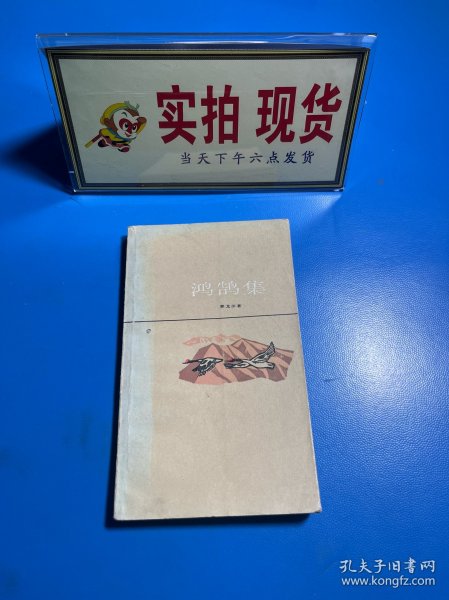 实拍 现货
当天下午六点发货
鸿鹄集
孔夫子旧书网
www.kongfz.com